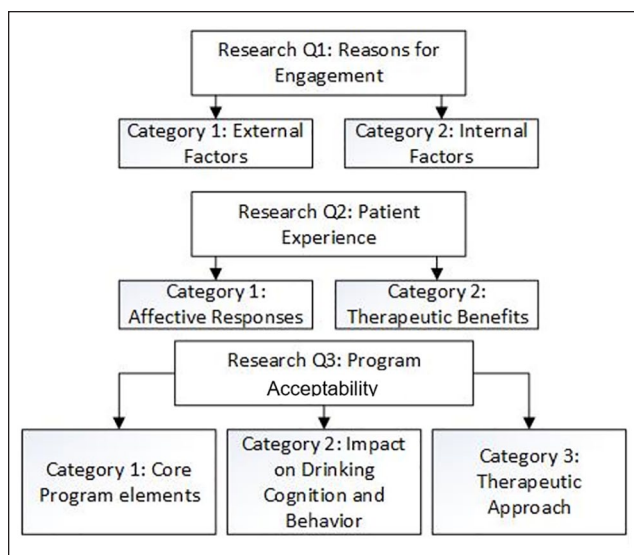 Research Q1: Reasons for
Engagement
Category 1: External
Factors
Category 2: Internal
Factors
Research Q2: Patient
Experience
Category 1:
Affective Responses
Category 2:
Therapeutic Benefits
Research Q3: Program
Acceptability
Category 1: Core
Program elements
Category 2: Impact
on Drinking
Cognition and
Behavior
Category 3:
Therapeutic
Approach